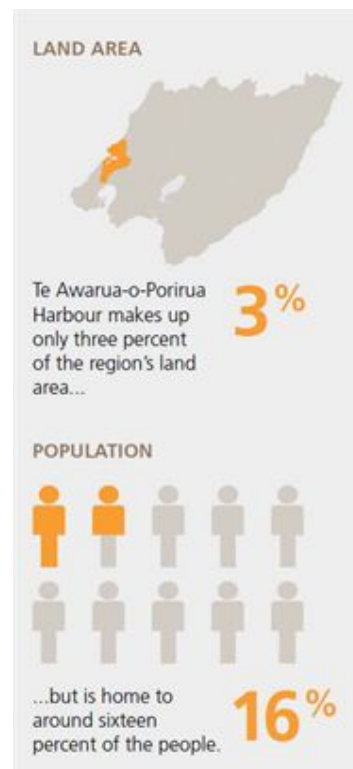 LAND AREA
Te Awarua-o-Porirua
Harbour makes up
only three percent
of the region's land
area...
3%
POPULATION
...but is home to
around sixteen
percent of the people.
16%